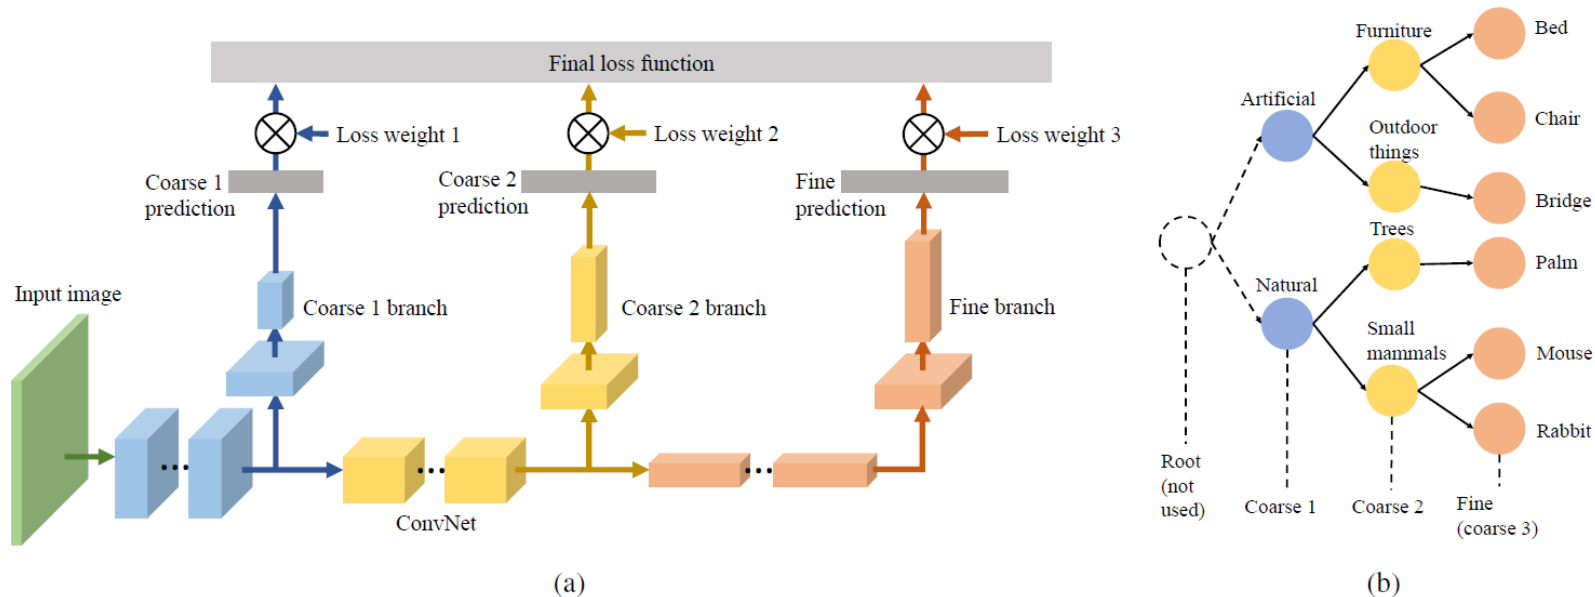 Final loss function
Loss weight 1
Loss weight 2
Loss weight 3
Coarse 1
prediction
Coarse 2
prediction
Fine
prediction
Input image
Coarse 1 branch
Coarse 2 branch
Fine branch
ConvNet
(a)
Furniture
Bed
Artificial
Chair
Outdoor
things
Bridge
Trees
Palm
Natural
Small
mammals
Mouse
Rabbit
Root
(not
used)
Coarse 1
Coarse 2
Fine
(coarse 3)
(b)